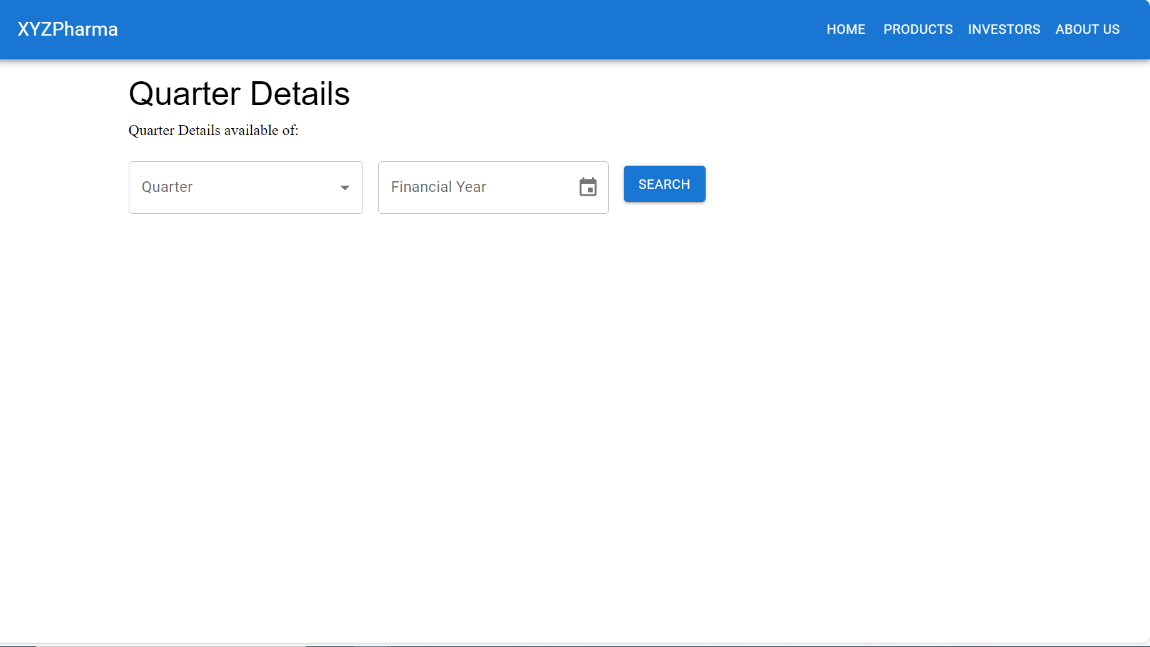 XYZPharma
HOME PRODUCTS INVESTORS ABOUT US
Quarter Details
Quarter Details available of:
Quarter
Financial Year
SEARCH